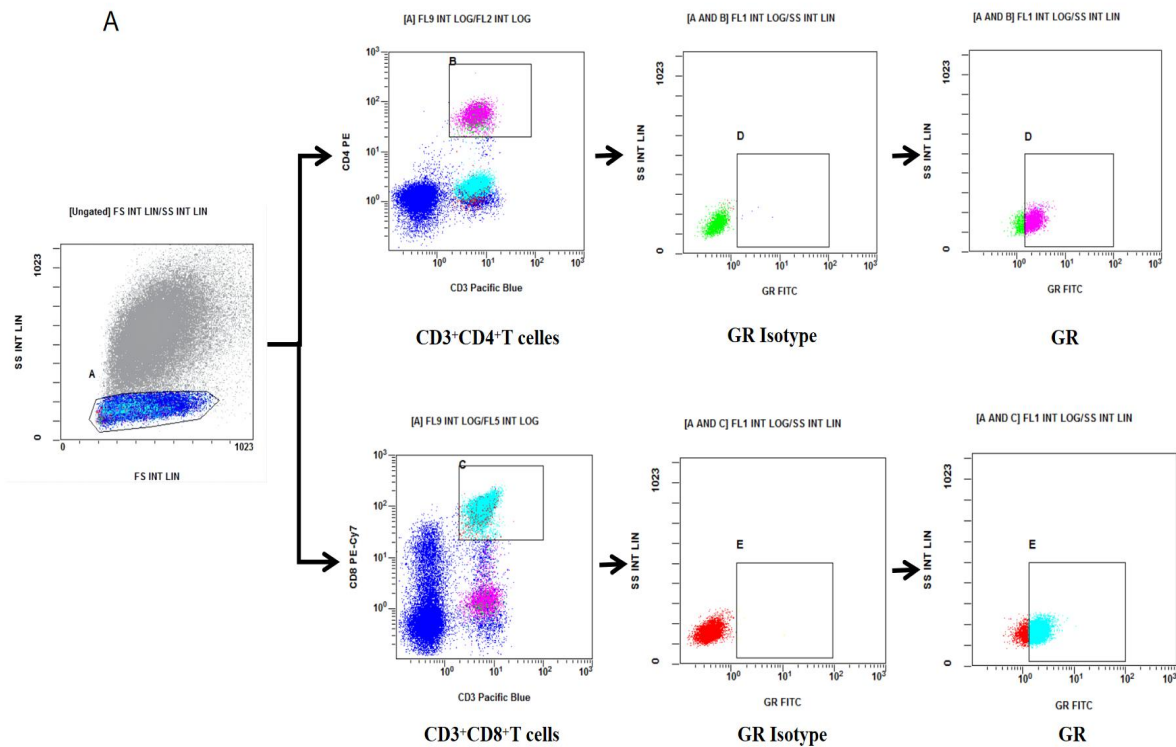 A
[Ungated] FS INT LIN/SS INT LIN
1023
SS INT LIN
A
0
0
1023
FS INT LIN
[A] FL9 INT LOG/FL2 INT LOG
10³
10²
10¹
10⁰
CD4 PE
B
10⁰ 10¹ 10² 10³
CD3 Pacific Blue
CD3⁺CD4⁺T celles
[A AND B] FL1 INT LOG/SS INT LIN
1023
SS INT LIN
0
D
10⁰ 10¹ 10² 10³
GR FITC
GR Isotype
[A AND B] FL1 INT LOG/SS INT LIN
1023
SS INT LIN
0
D
10⁰ 10¹ 10² 10³
GR FITC
GR
[A] FL9 INT LOG/FL5 INT LOG
10³
10²
10¹
10⁰
CD8 PE-Cy7
C
10⁰ 10¹ 10² 10³
CD3 Pacific Blue
CD3⁺CD8⁺T cells
[A AND C] FL1 INT LOG/SS INT LIN
1023
SS INT LIN
0
E
10⁰ 10¹ 10² 10³
GR FITC
GR Isotype
[A AND C] FL1 INT LOG/SS INT LIN
1023
SS INT LIN
0
E
10⁰ 10¹ 10² 10³
GR FITC
GR